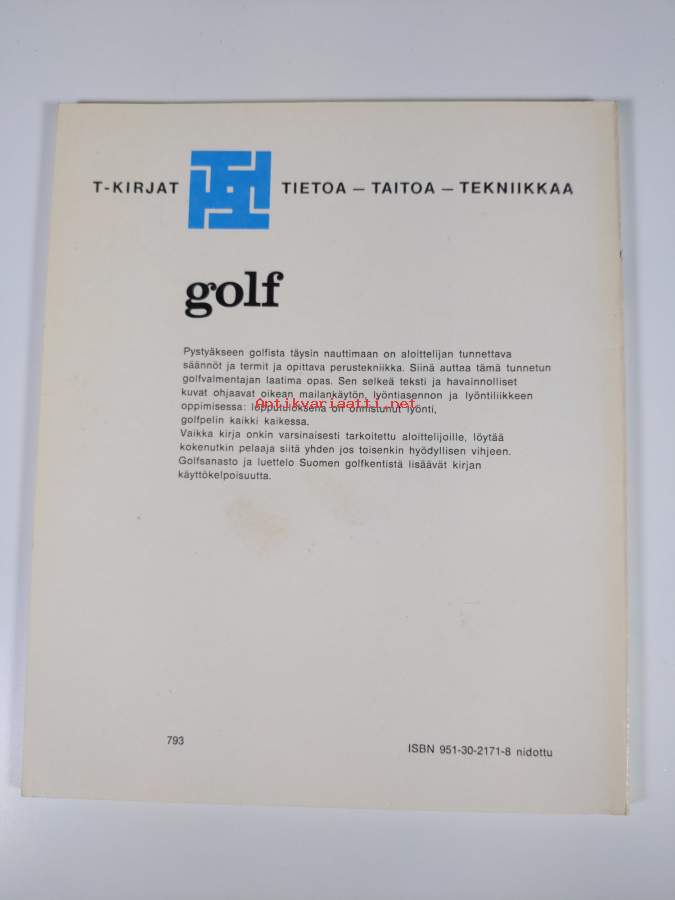 T-KIRJAT TIETOA – TAITOA – TEKNIIKKAA
golf
Pystyäkseen golfista täysin nauttimaan on aloittelijan tunnettava
säännöt ja termit ja opittava perustekniikka. Siinä auttaa tämä tunnetun
golfvalmentajan laatima opas. Sen selkeä teksti ja havainnolliset
kuvat ohjaavat oikean mailankäytön, lyöntiasennon ja lyöntiliikkeen
oppimisessa: lopputuloksena on onnistunut lyönti,
Antikvariaatti.net
golfpelin kaikki kaikessa.
Vaikka kirja onkin varsinaisesti tarkoitettu aloittelijoille, löytää
kokenutkin pelaaja siitä yhden jos toisenkin hyödyllisen vihjeen.
Golfsanasto ja luettelo Suomen golfkentistä lisäävät kirjan
käyttökelpoisuutta.
793
ISBN 951-30-2171-8 nidottu